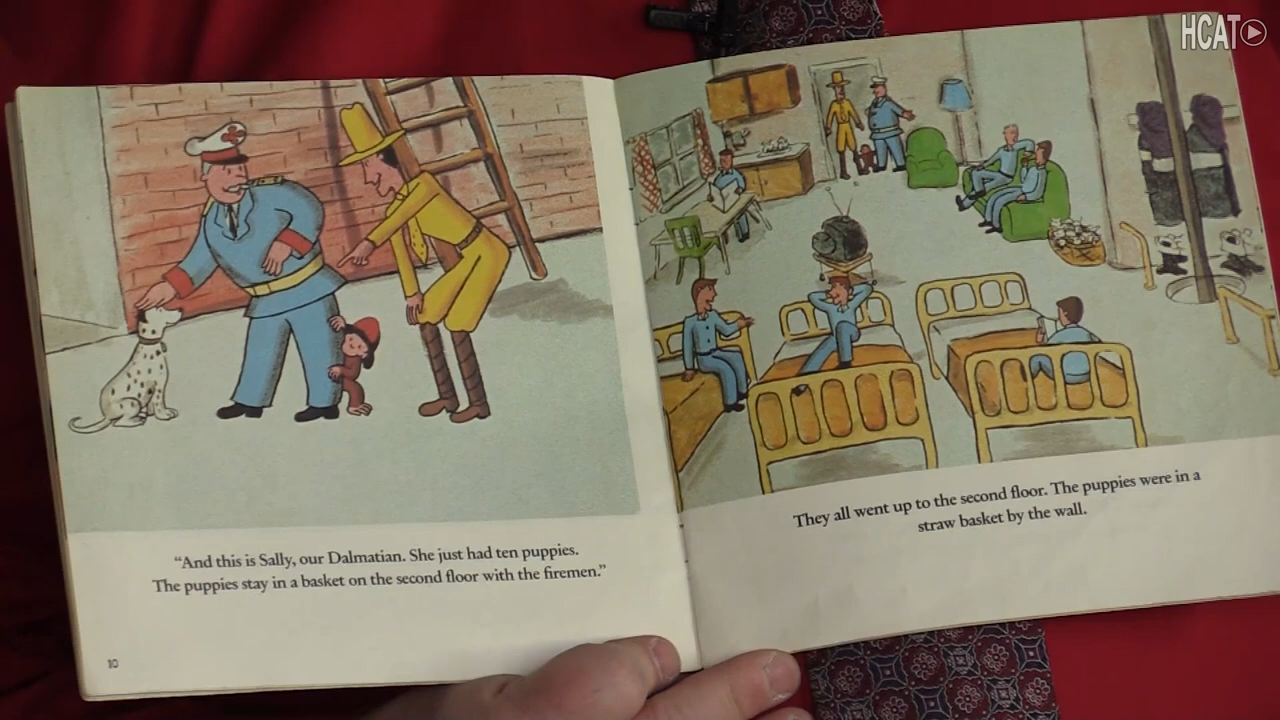 HCAT
“And this is Sally, our Dalmatian. She just had ten puppies.
The puppies stay in a basket on the second floor with the firemen.”
10
They all went up to the second floor. The puppies were in a
straw basket by the wall.